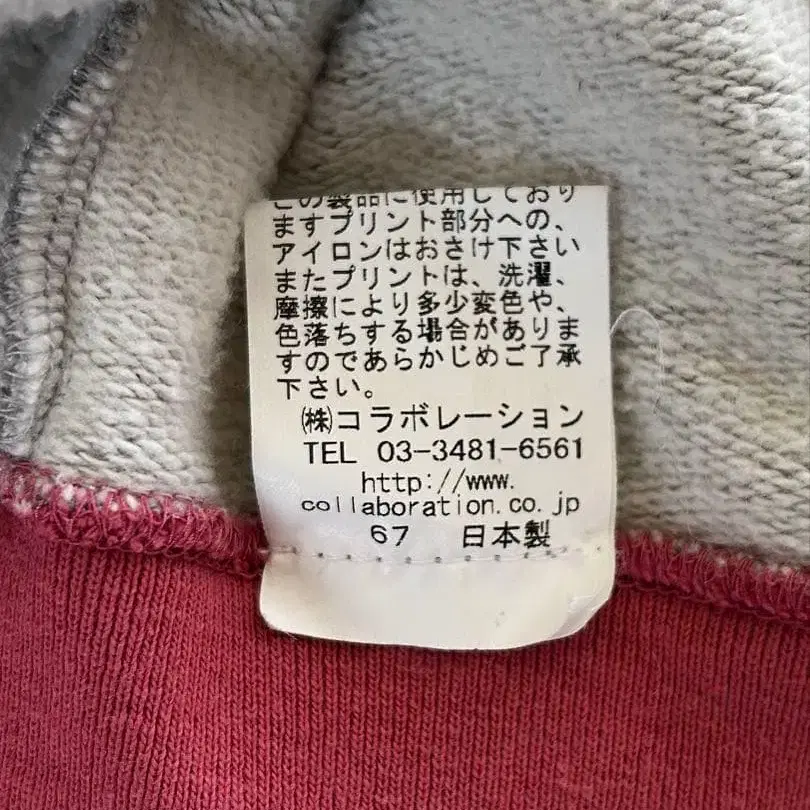 この製品に使用しており
ますプリント部分への、
アイロンはおさけ下さい
またプリントは、洗濯、
摩擦により多少変色や、
色落ちする場合がありま
すのであらかじめご了承
下さい。
㈱コラボレーション
TEL 03-3481-6561
http://www.
collaboration.co.jp
67 日本製